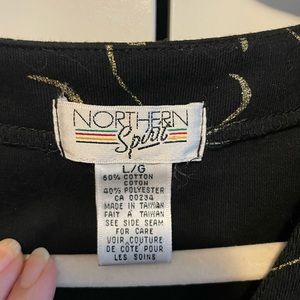 NORTHERN
Spirit
L/G
60% COTTON
COTON
40% POLYESTER
CA 00234
MADE IN TAIWAN
FAIT À TAIWAN
SEE SIDE SEAM
FOR CARE
VOIR COUTURE
DE CÔTÉ POUR
LES SOINS